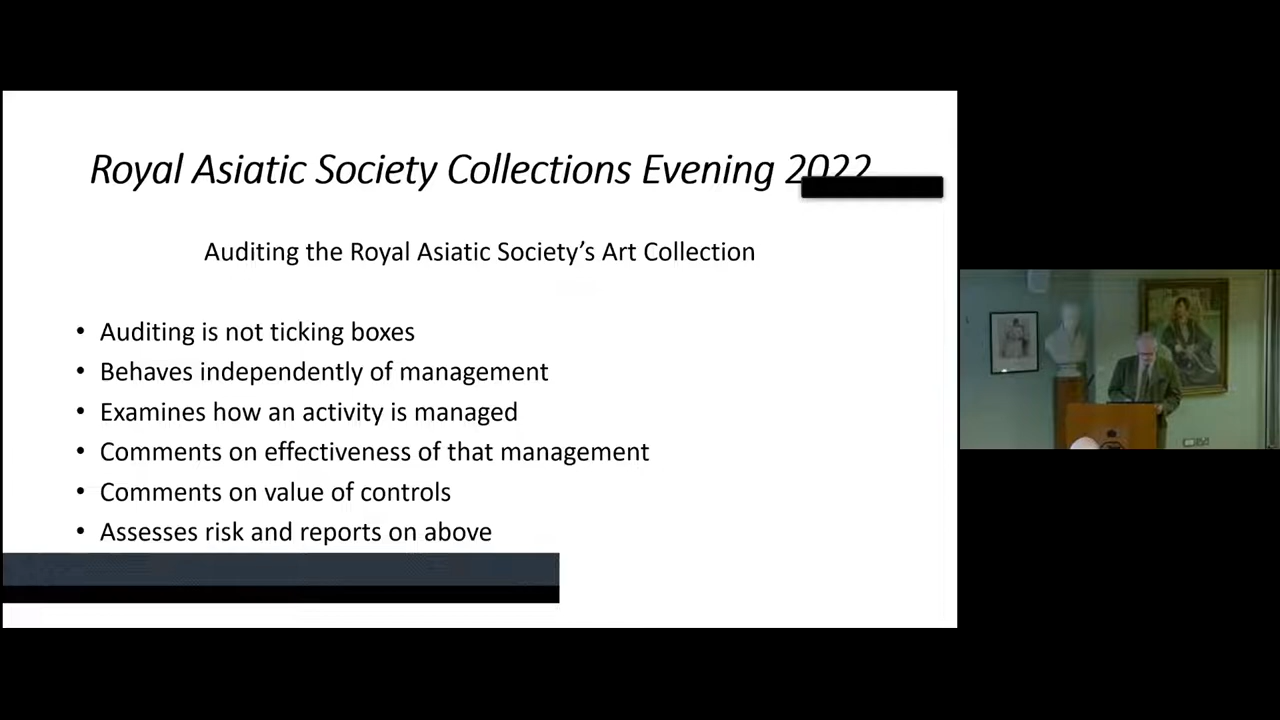 Royal Asiatic Society Collections Evening 2022
Auditing the Royal Asiatic Society’s Art Collection
• Auditing is not ticking boxes
• Behaves independently of management
• Examines how an activity is managed
• Comments on effectiveness of that management
• Comments on value of controls
• Assesses risk and reports on above